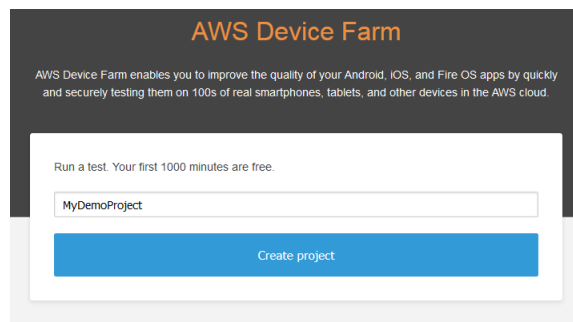 AWS Device Farm
AWS Device Farm enables you to improve the quality of your Android, iOS, and Fire OS apps by quickly
and securely testing them on 100s of real smartphones, tablets, and other devices in the AWS cloud.
Run a test. Your first 1000 minutes are free.
MyDemoProject
Create project